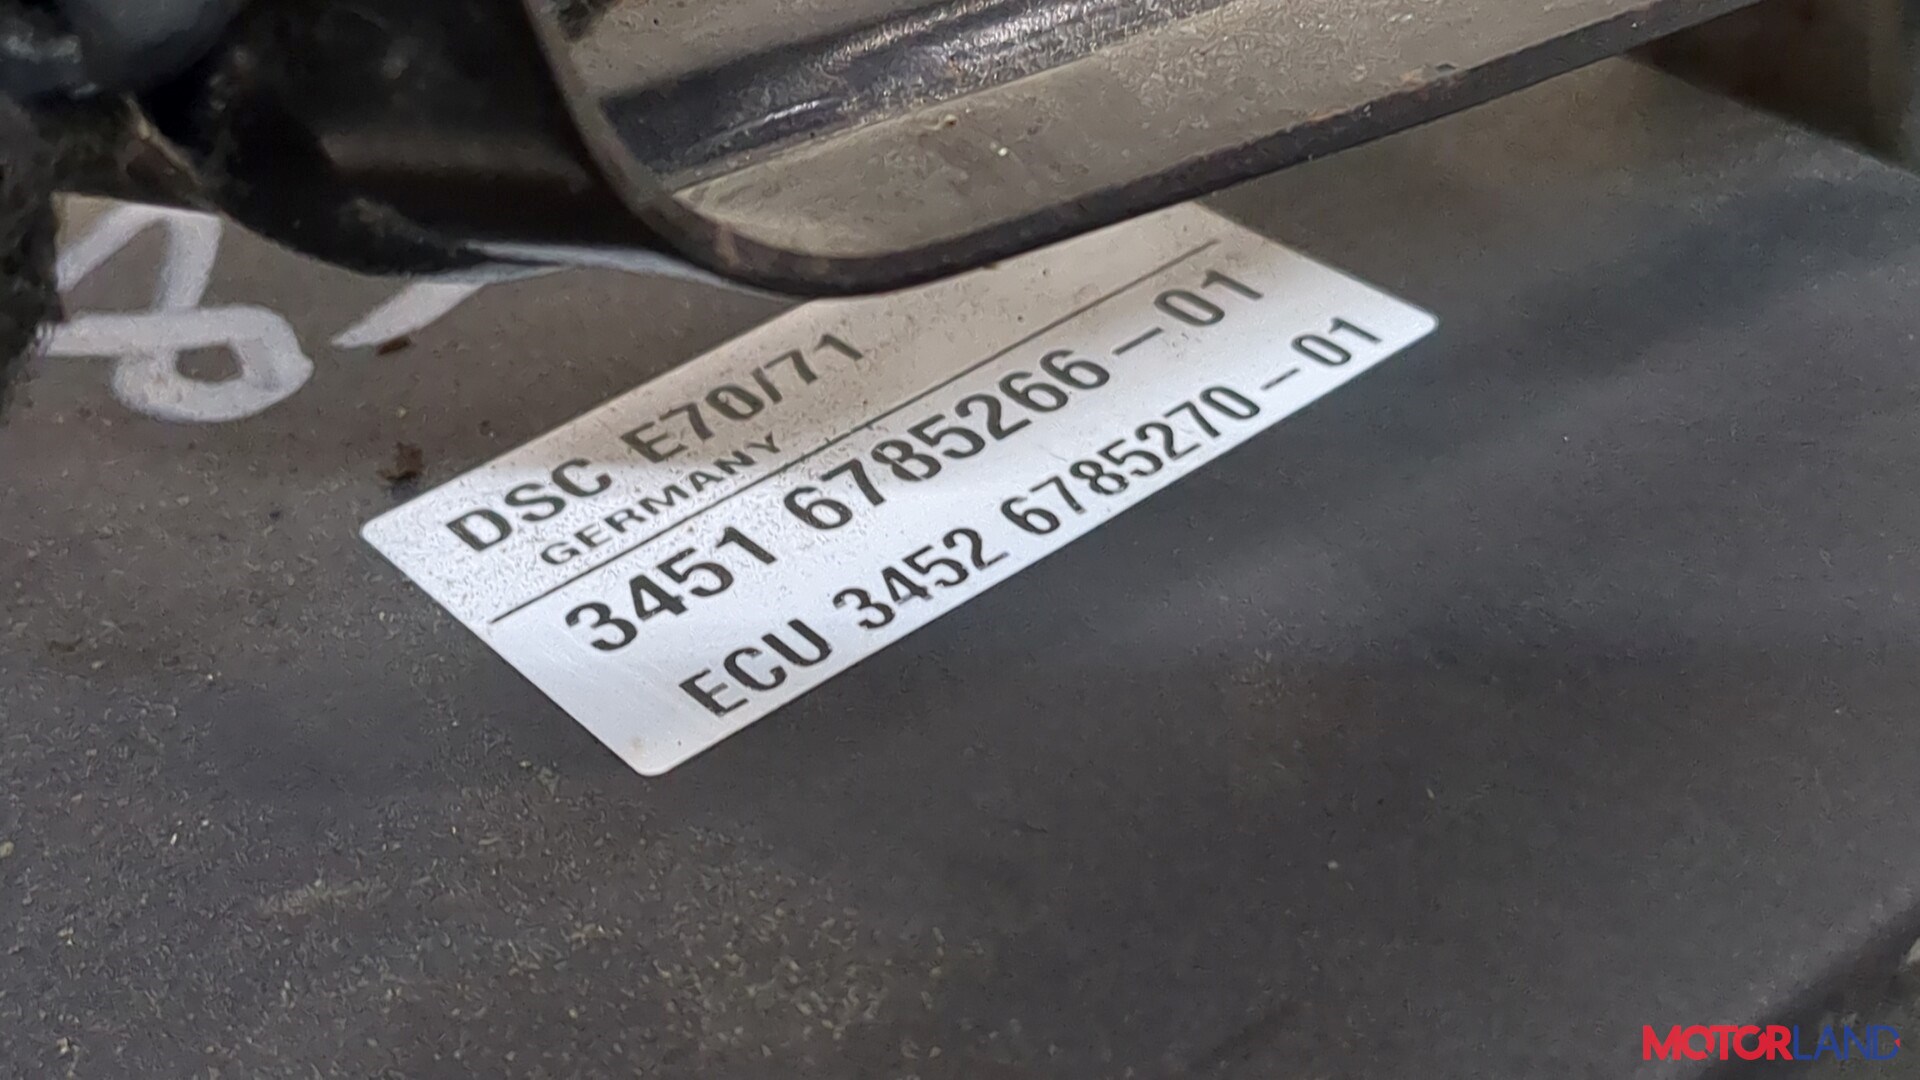 DSC E70/71
GERMANY
3451 6785266-01
ECU 3452 6785270-01
MOTORLAND